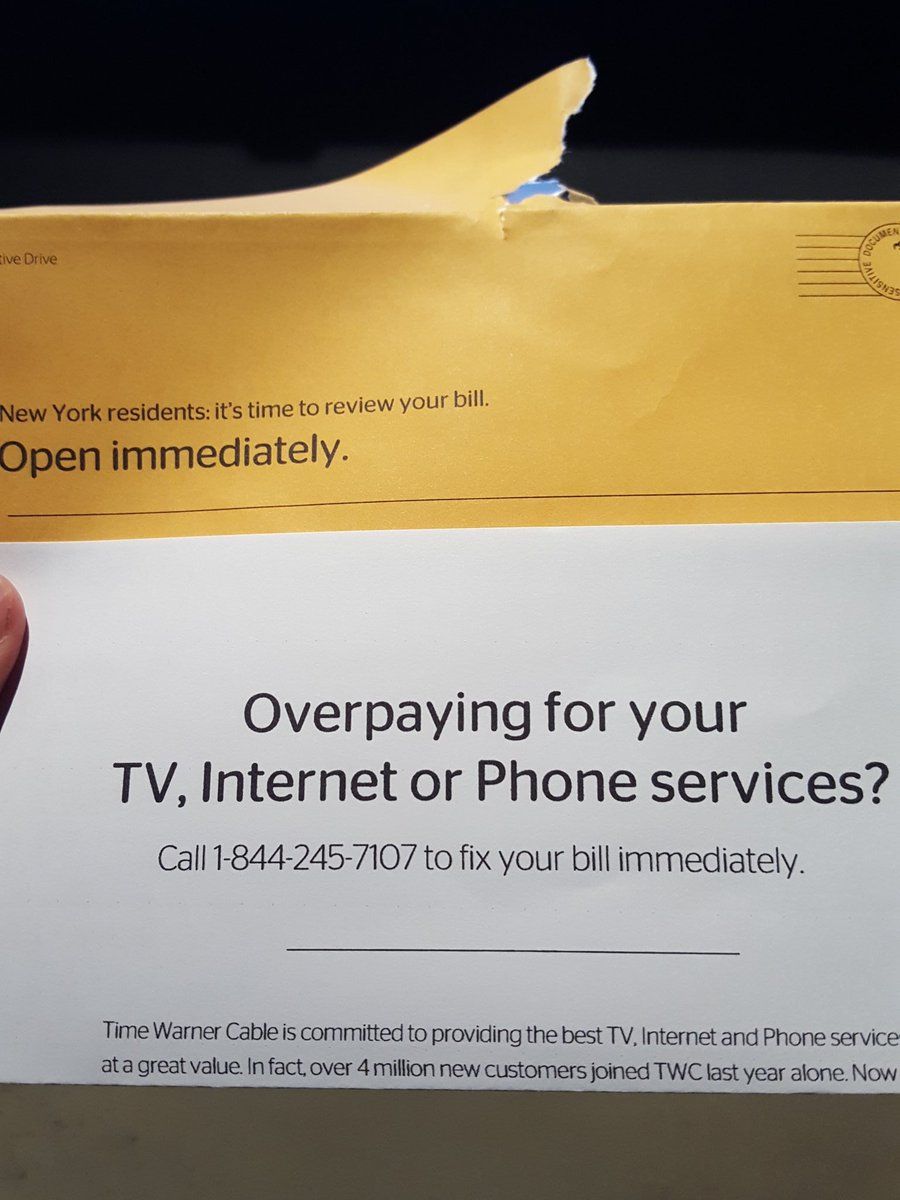 tive Drive
SENSITIVE DOCUMEN
New York residents: it's time to review your bill.
Open immediately.
Overpaying for your
TV, Internet or Phone services?
Call 1-844-245-7107 to fix your bill immediately.
Time Warner Cable is committed to providing the best TV, Internet and Phone service
at a great value. In fact, over 4 million new customers joined TWC last year alone. Now